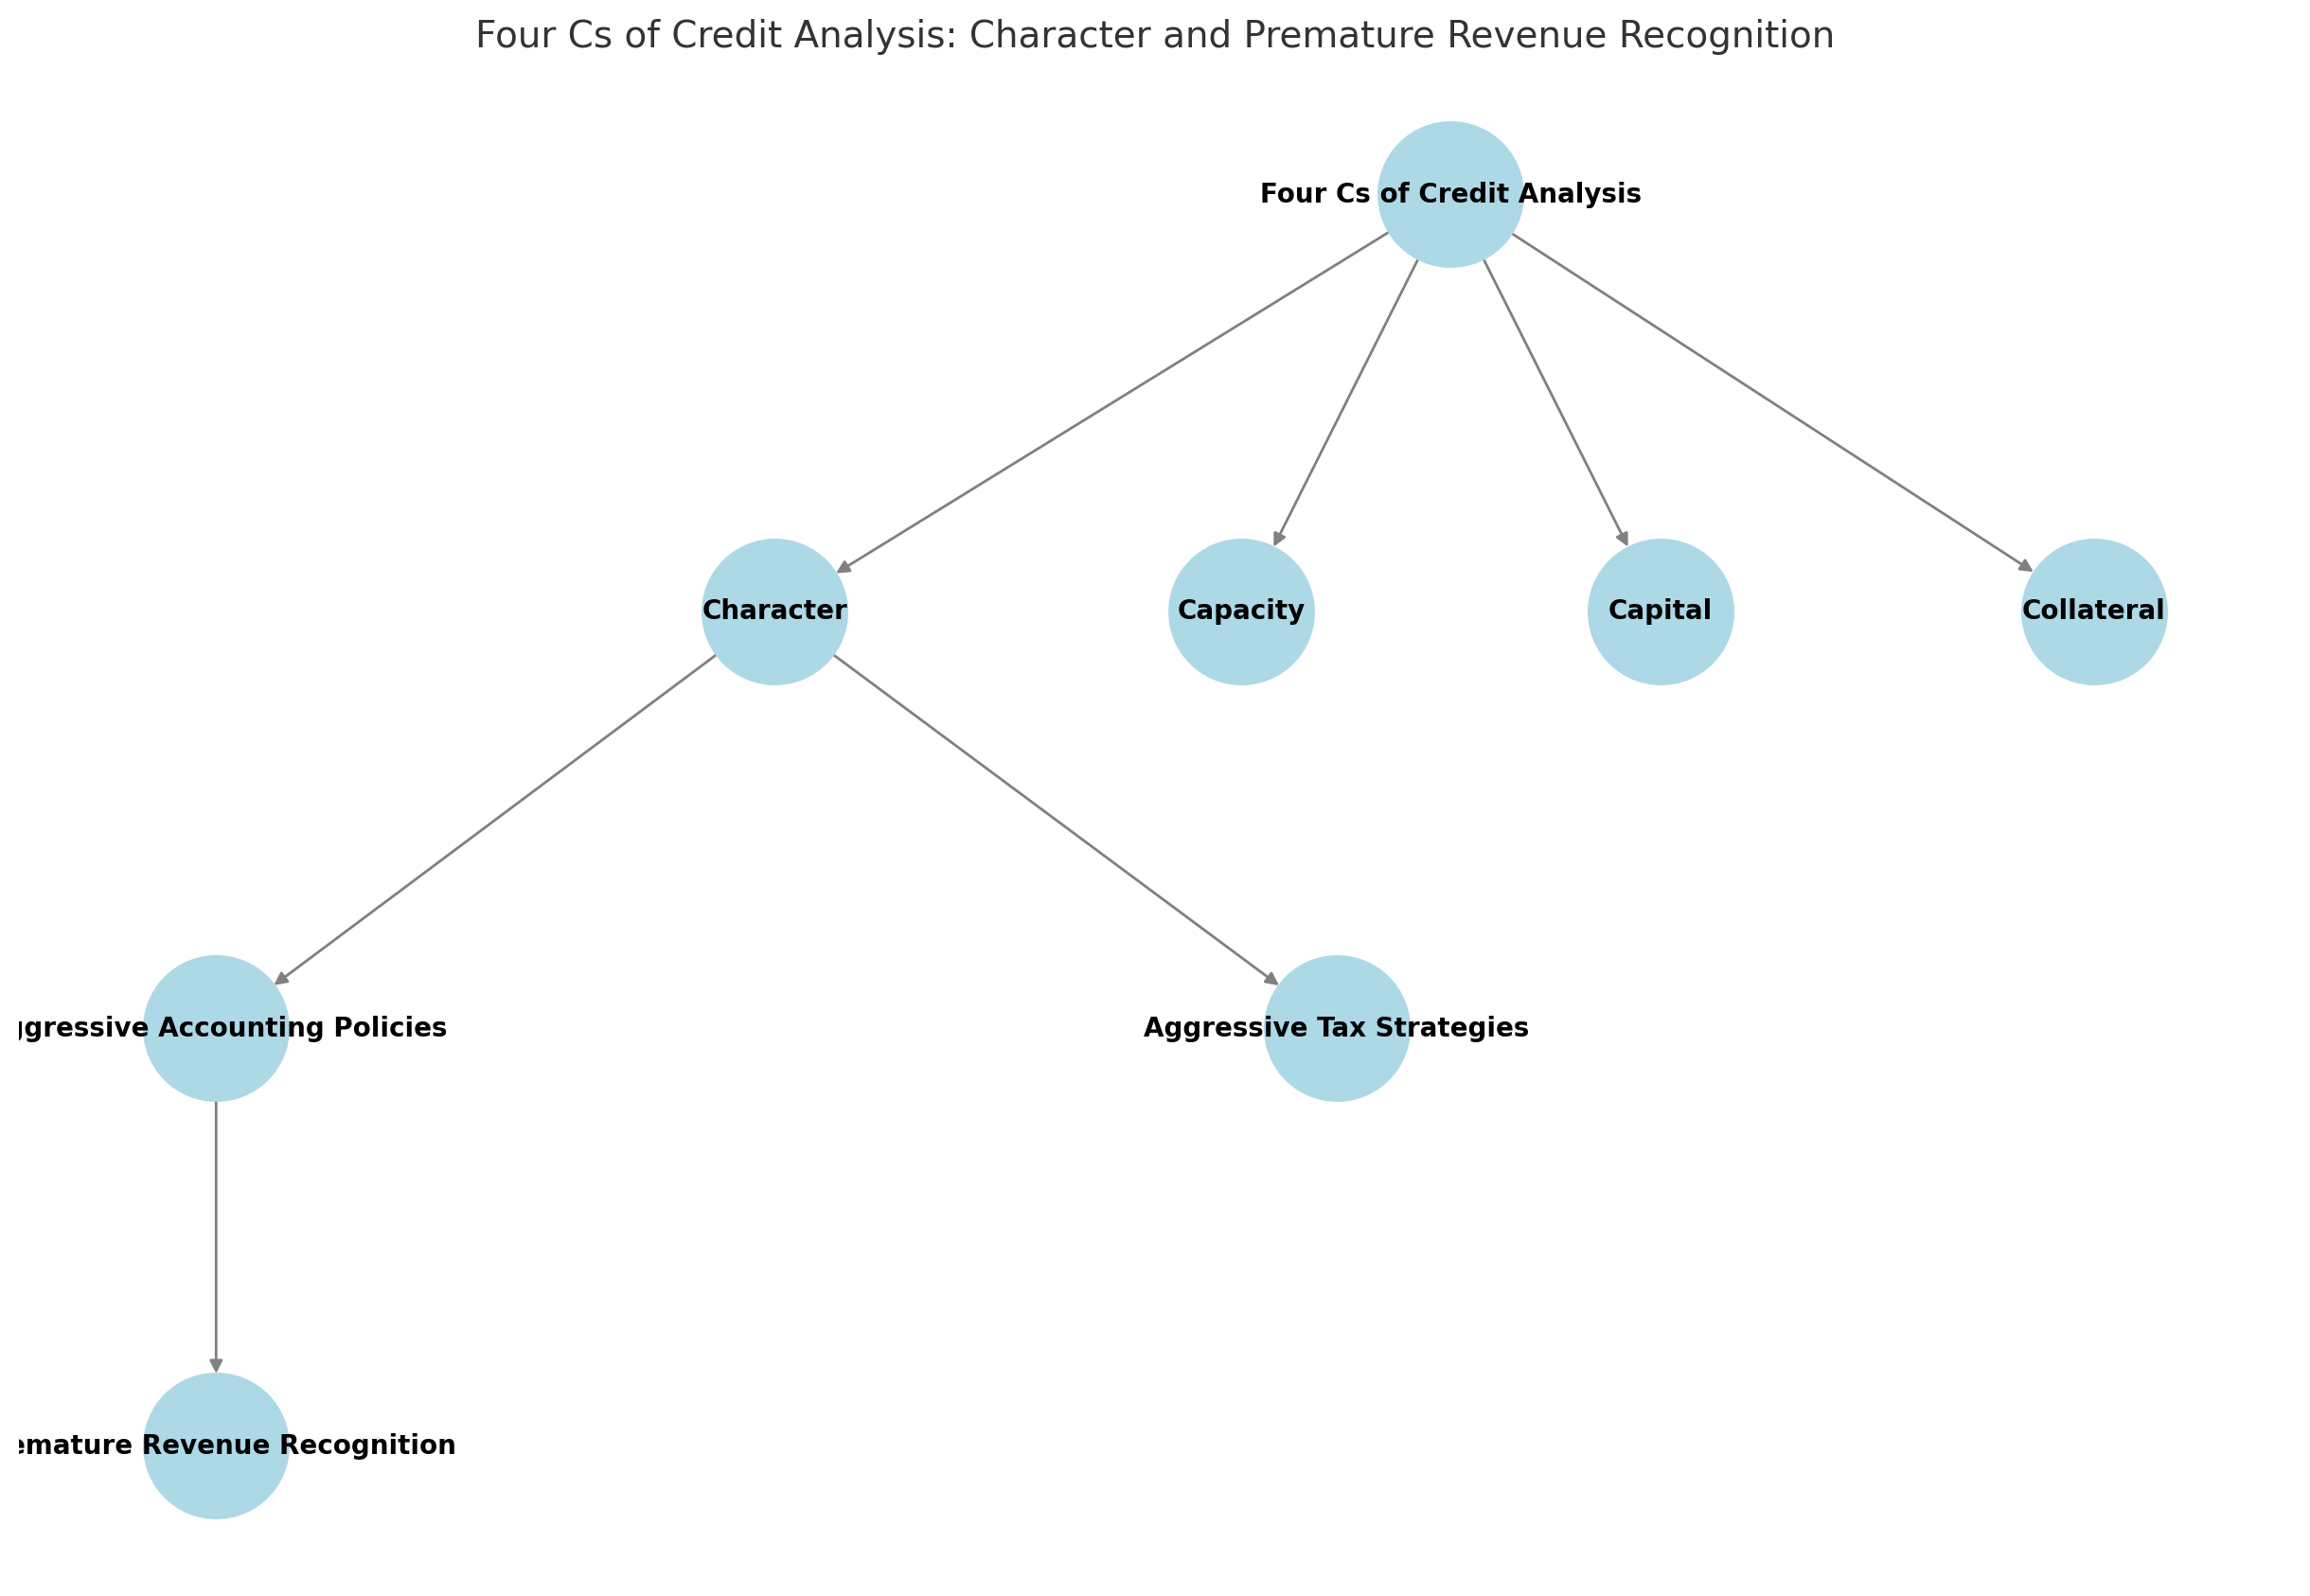 Four Cs of Credit Analysis: Character and Premature Revenue Recognition
Four Cs of Credit Analysis
Character
Capacity
Capital
Collateral
ggressive Accounting Policies
Aggressive Tax Strategies
emature Revenue Recognition